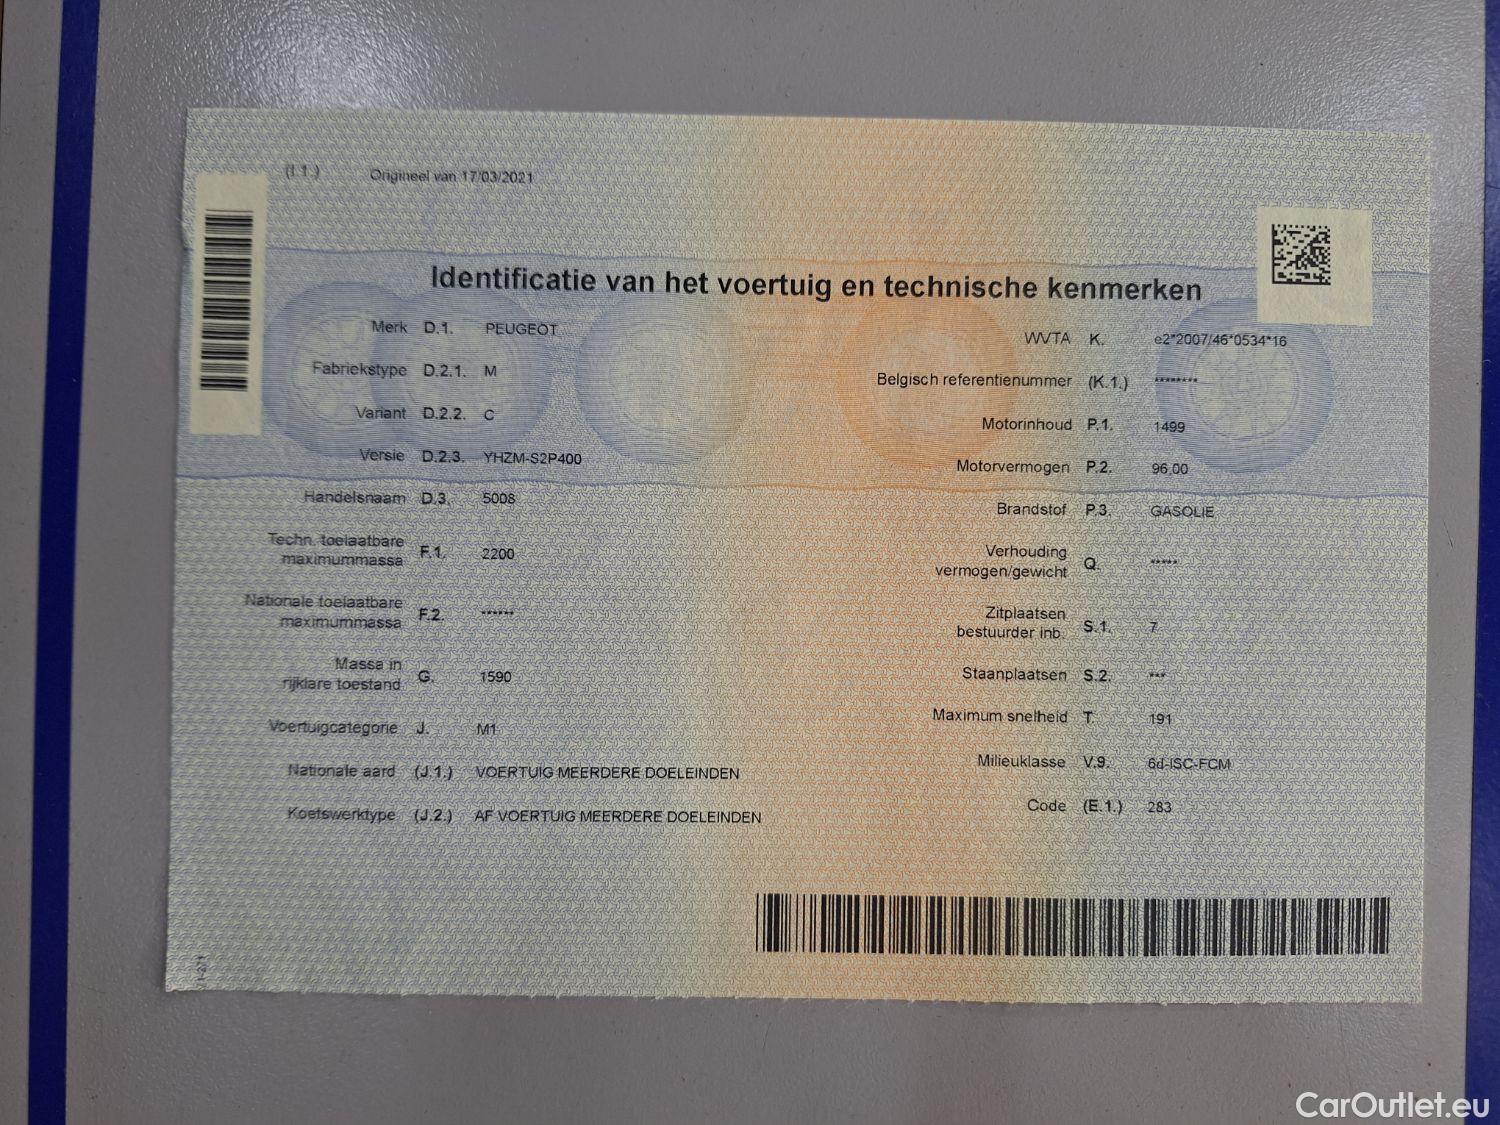 (I.1.) Origineel van 17/03/2021
Identificatie van het voertuig en technische kenmerken
Merk D.1. PEUGEOT
Fabriekstype D.2.1. M
Variant D.2.2. C
Versie D.2.3. YHZM-S2P400
Handelsnaam D.3. 5008
Techn. toelaatbare
maximummassa F.1. 2200
Nationale toelaatbare
maximummassa F.2. ******
Massa in
rijklare toestand G. 1590
Voertuigcategorie J. M1
Nationale aard (J.1.) VOERTUIG MEERDERE DOELEINDEN
Koetswerktype (J.2.) AF VOERTUIG MEERDERE DOELEINDEN
WVTA K. e2*2007/46*0534*16
Belgisch referentienummer (K.1.) ********
Motorinhoud P.1. 1499
Motorvermogen P.2. 96,00
Brandstof P.3. GASOLIE
Verhouding
vermogen/gewicht Q. *****
Zitplaatsen
bestuurder inb. S.1. 7
Staanplaatsen S.2. ***
Maximum snelheid T. 191
Milieuklasse V.9. 6d-ISC-FCM
Code (E.1.) 283
CarOutlet.eu